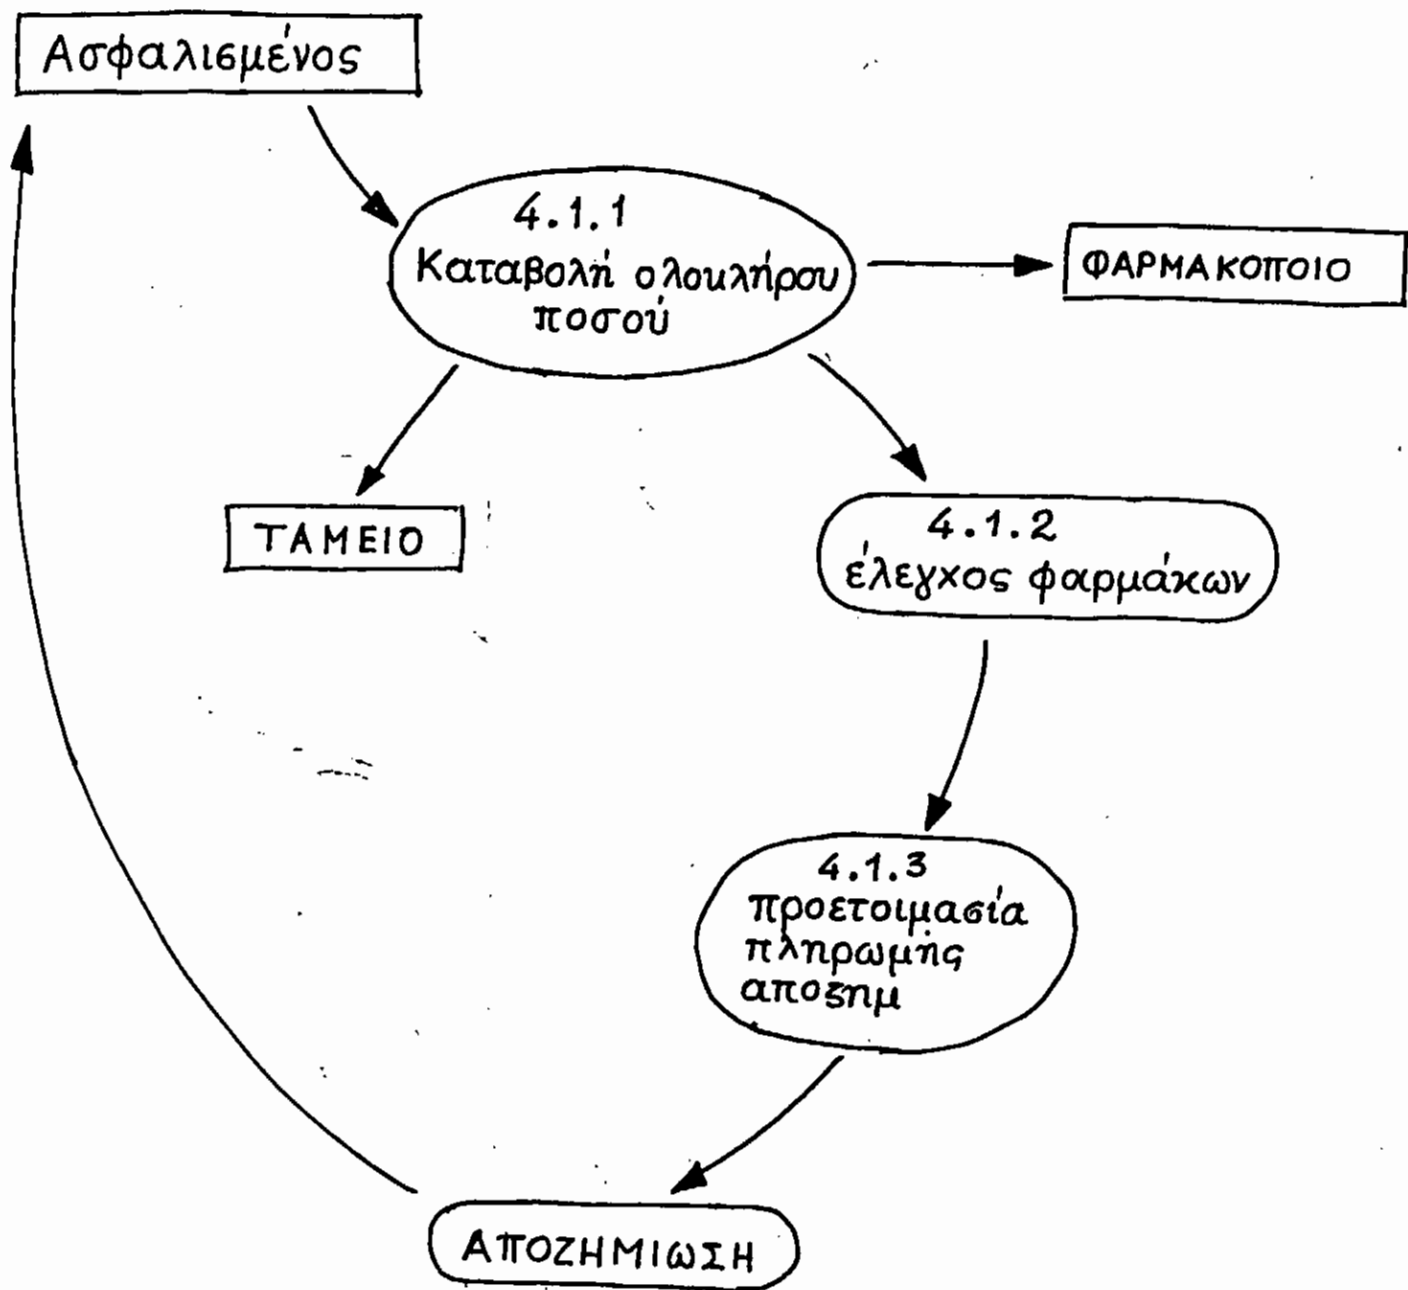 Ασφαλισμένος
4.1.1
Καταβολή ολοκλήρου
ποσού
ΦΑΡΜΑΚΟΠΟΙΟ
ΤΑΜΕΙΟ
4.1.2
έλεγχος φαρμάκων
4.1.3
προετοιμασία
πληρωμής
αποζημ
ΑΠΟΖΗΜΙΩΣΗ